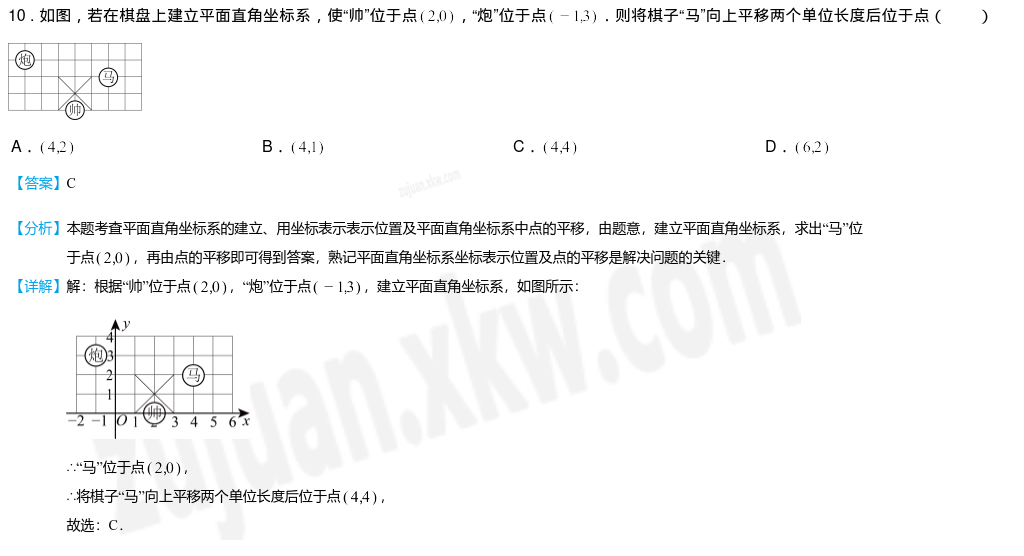 10．如图，若在棋盘上建立平面直角坐标系，使“帅”位于点(2,0)，“炮”位于点(－1,3)．则将棋子“马”向上平移两个单位长度后位于点（　　）
炮
马
帅
A．(4,2)　B．(4,1)　C．(4,4)　D．(6,2)
zujuan.xkw.com
【答案】C
【分析】本题考查平面直角坐标系的建立、用坐标表示表示位置及平面直角坐标系中点的平移，由题意，建立平面直角坐标系，求出“马”位
于点(2,0)，再由点的平移即可得到答案，熟记平面直角坐标系坐标表示位置及点的平移是解决问题的关键．
【详解】解：根据“帅”位于点(2,0)，“炮”位于点(－1,3)，建立平面直角坐标系，如图所示：
y
4
炮 3
2 马
1
帅
−2 −1 O 1 2 3 4 5 6 x
∴“马”位于点(2,0)，
∴将棋子“马”向上平移两个单位长度后位于点(4,4)，
故选：C．
zujuan.xkw.com